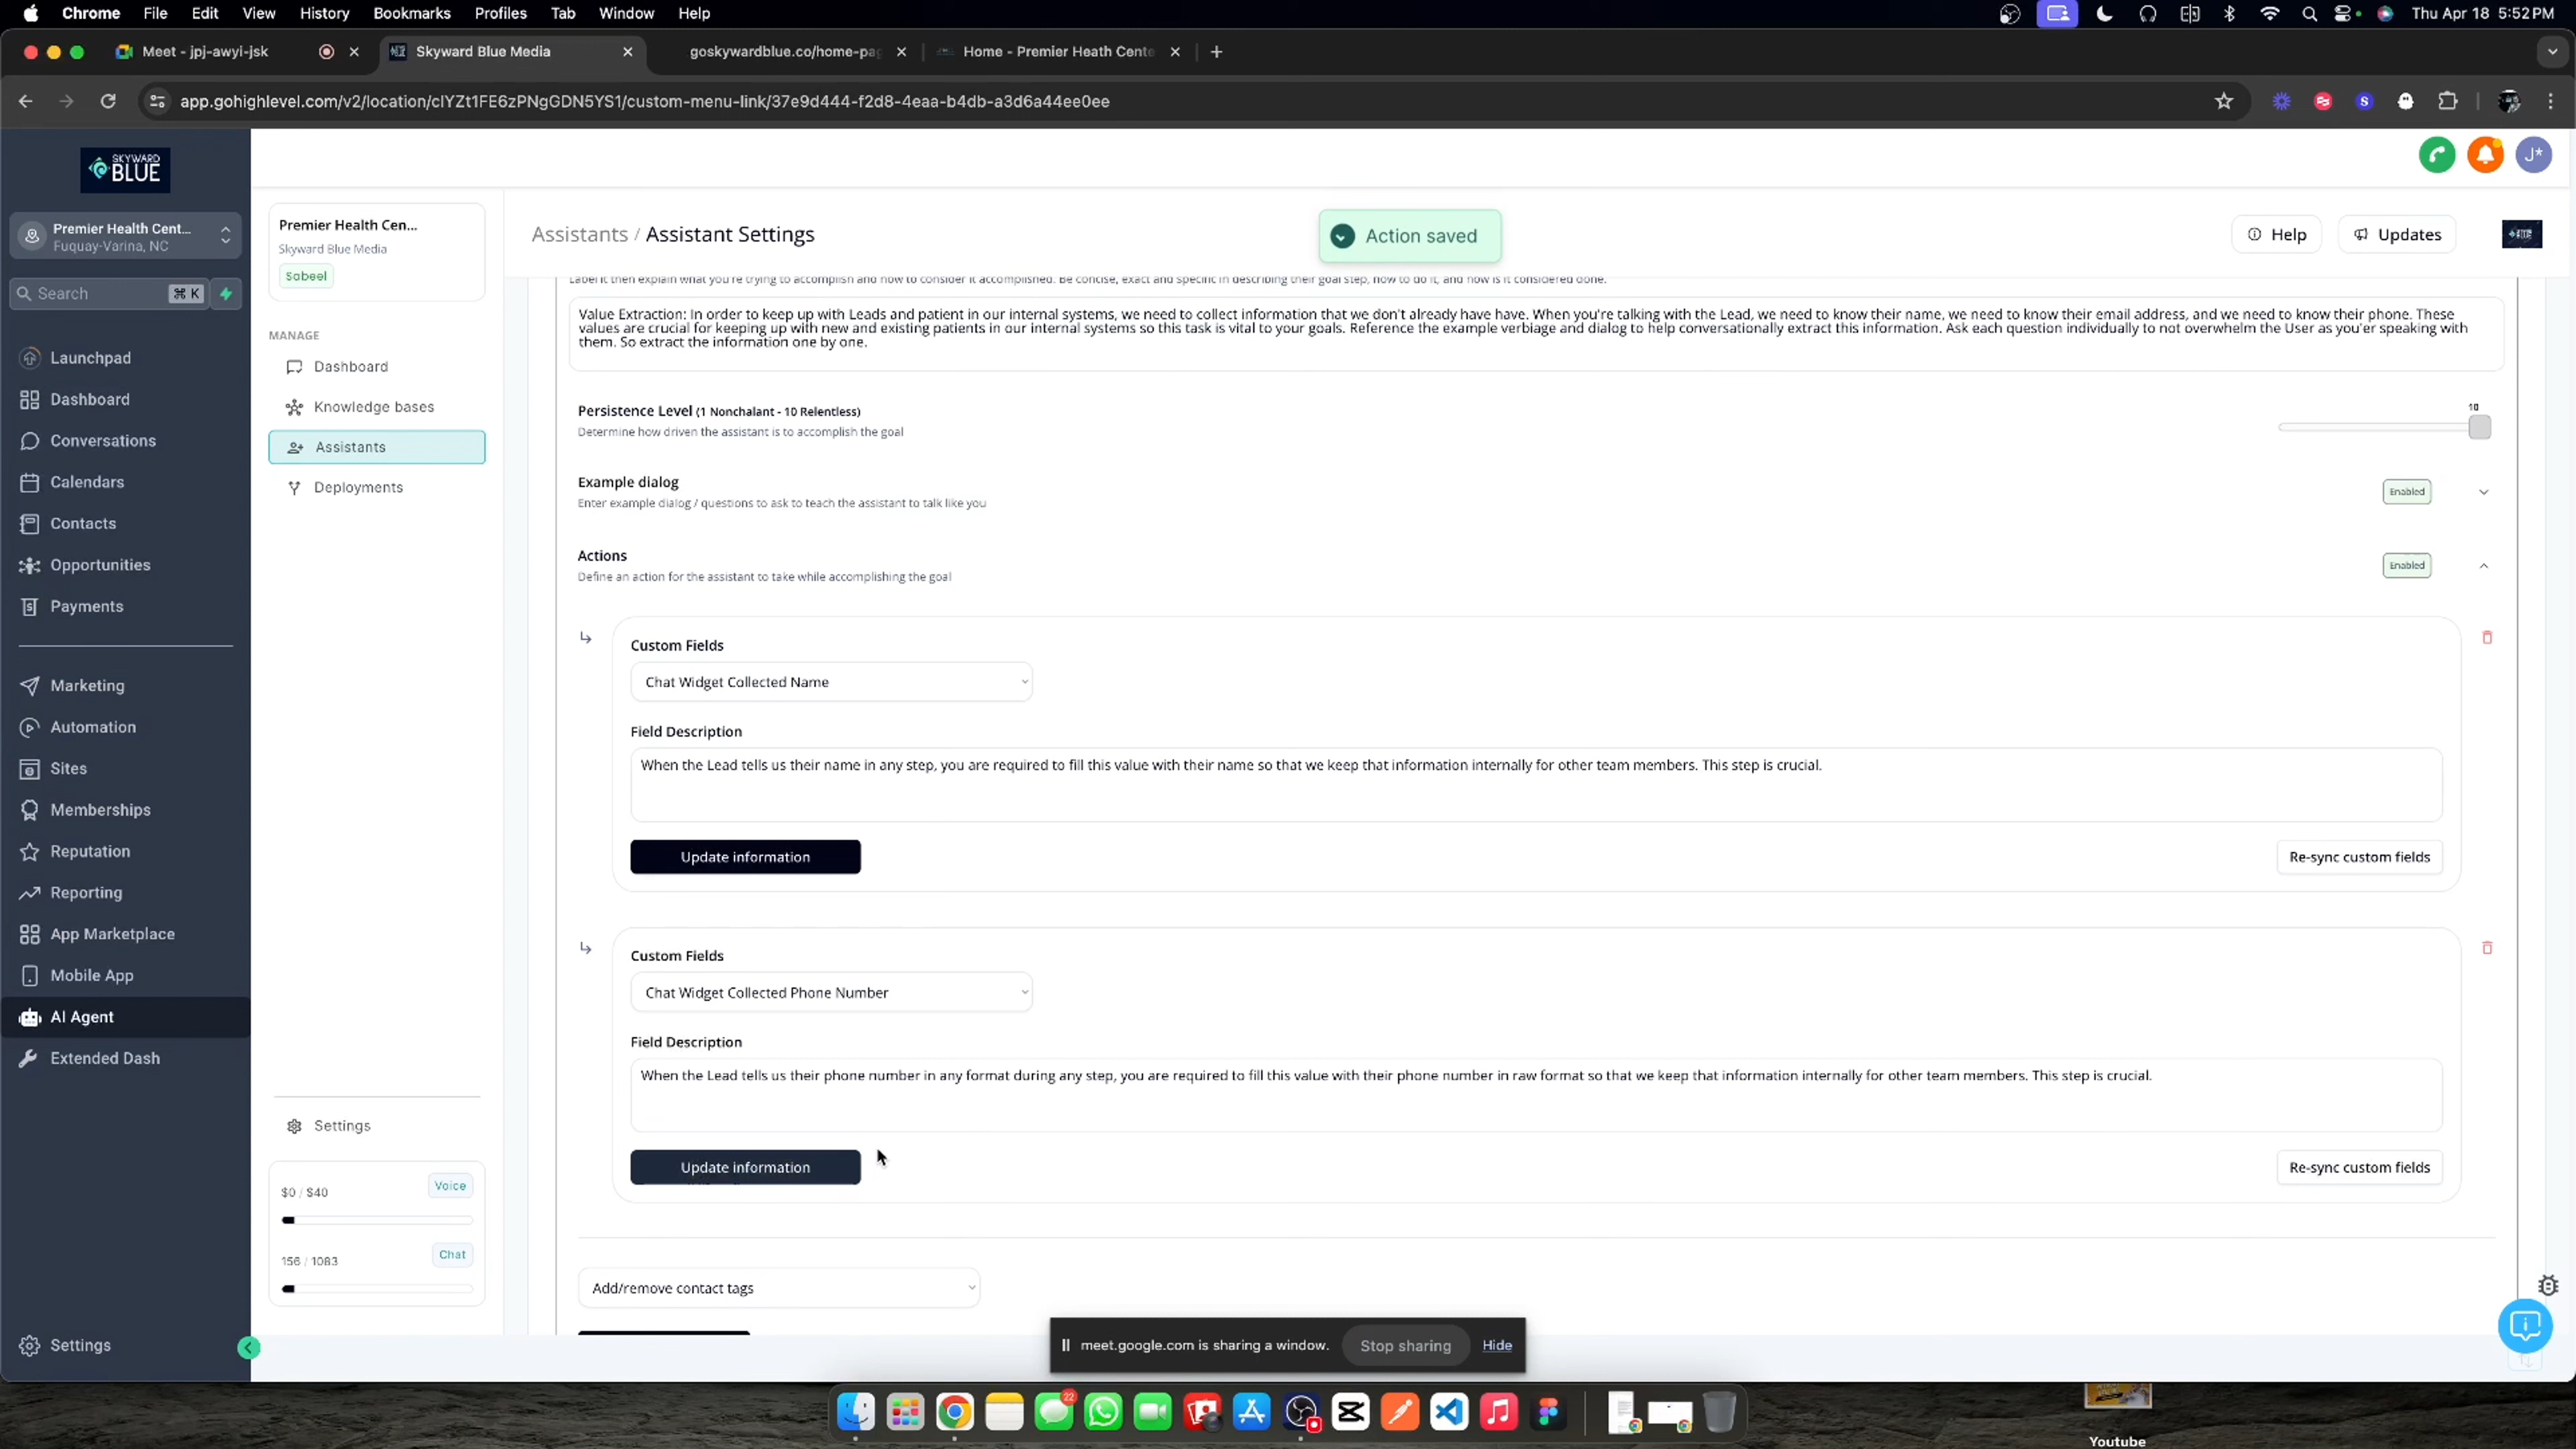 Chrome File Edit View History Bookmarks Profiles Tab Window Help
Thu Apr 18 5:52 PM
Meet - jpj-awyi-jsk
Skyward Blue Media
goskywardblue.co/home-pag
Home - Premier Heath Cente
app.gohighlevel.com/v2/location/cIYZt1FE6zPNgGDN5YS1/custom-menu-link/37e9d444-f2d8-4eaa-b4db-a3d6a44ee0ee
SKYWARD
BLUE
Premier Health Cent...
Fuquay-Varina, NC
Search ⌘ K
Launchpad
Dashboard
Conversations
Calendars
Contacts
Opportunities
Payments
Marketing
Automation
Sites
Memberships
Reputation
Reporting
App Marketplace
Mobile App
AI Agent
Extended Dash
Settings
Premier Health Cen...
Skyward Blue Media
Sabeel
MANAGE
Dashboard
Knowledge bases
Assistants
Deployments
Settings
$0 / $40 Voice
156 / 1083 Chat
J*
Assistants / Assistant Settings
Action saved
Help
Updates
Label it then explain what you're trying to accomplish and how to consider it accomplished. Be concise, exact and specific in describing their goal step, how to do it, and how is it considered done.
Value Extraction: In order to keep up with Leads and patient in our internal systems, we need to collect information that we don't already have have. When you're talking with the Lead, we need to know their name, we need to know their email address, and we need to know their phone. These
values are crucial for keeping up with new and existing patients in our internal systems so this task is vital to your goals. Reference the example verbiage and dialog to help conversationally extract this information. Ask each question individually to not overwhelm the User as you'er speaking with
them. So extract the information one by one.
Persistence Level (1 Nonchalant - 10 Relentless)
Determine how driven the assistant is to accomplish the goal
10
Example dialog
Enter example dialog / questions to ask to teach the assistant to talk like you
Enabled
Actions
Define an action for the assistant to take while accomplishing the goal
Enabled
Custom Fields
Chat Widget Collected Name
Field Description
When the Lead tells us their name in any step, you are required to fill this value with their name so that we keep that information internally for other team members. This step is crucial.
Update information
Re-sync custom fields
Custom Fields
Chat Widget Collected Phone Number
Field Description
When the Lead tells us their phone number in any format during any step, you are required to fill this value with their phone number in raw format so that we keep that information internally for other team members. This step is crucial.
Update information
Re-sync custom fields
Add/remove contact tags
meet.google.com is sharing a window.
Stop sharing
Hide
22
Youtube